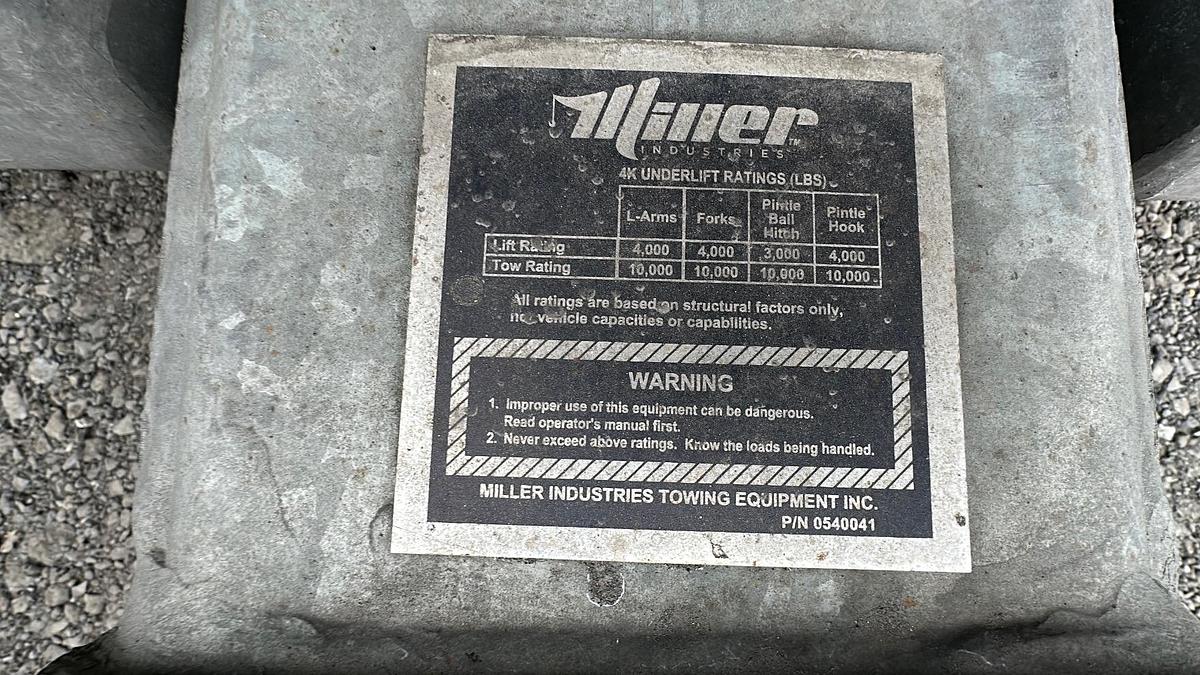 Miller™
INDUSTRIES
4K UNDERLIFT RATINGS (LBS)
L-Arms Forks Pintle Ball Hitch Pintle Hook
Lift Rating 4,000 4,000 3,000 4,000
Tow Rating 10,000 10,000 10,000 10,000
All ratings are based on structural factors only,
not vehicle capacities or capabilities.
WARNING
1. Improper use of this equipment can be dangerous.
Read operator's manual first.
2. Never exceed above ratings. Know the loads being handled.
MILLER INDUSTRIES TOWING EQUIPMENT INC.
P/N 0540041